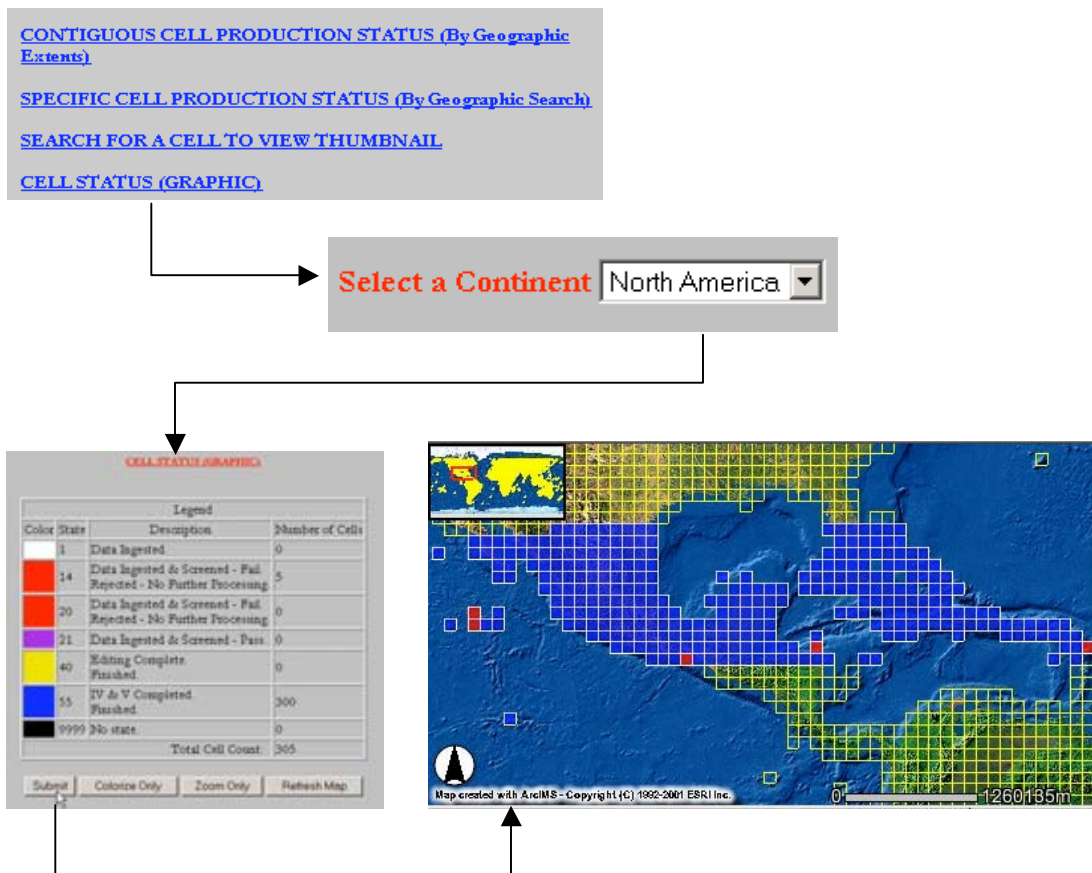 CONTIGUOUS CELL PRODUCTION STATUS (By Geographic
Extents)
SPECIFIC CELL PRODUCTION STATUS (By Geographic Search)
SEARCH FOR A CELL TO VIEW THUMBNAIL
CELL STATUS (GRAPHIC)
Select a Continent North America
CELL STATUS (GRAPHIC)
Legend
Color State Description Number of Cells
1 Data Ingested. 0
14 Data Ingested & Screened - Fail.
Rejected - No Further Processing. 5
20 Data Ingested & Screened - Fail.
Rejected - No Further Processing. 0
21 Data Ingested & Screened - Pass. 0
40 Editing Complete.
Finished. 0
55 IV & V Completed.
Finished. 300
9999 No state. 0
Total Cell Count: 305
Submit Colorize Only Zoom Only Refresh Map
Map created with ArcIMS - Copyright (C) 1992-2001 ESRI Inc.
0 1260135m